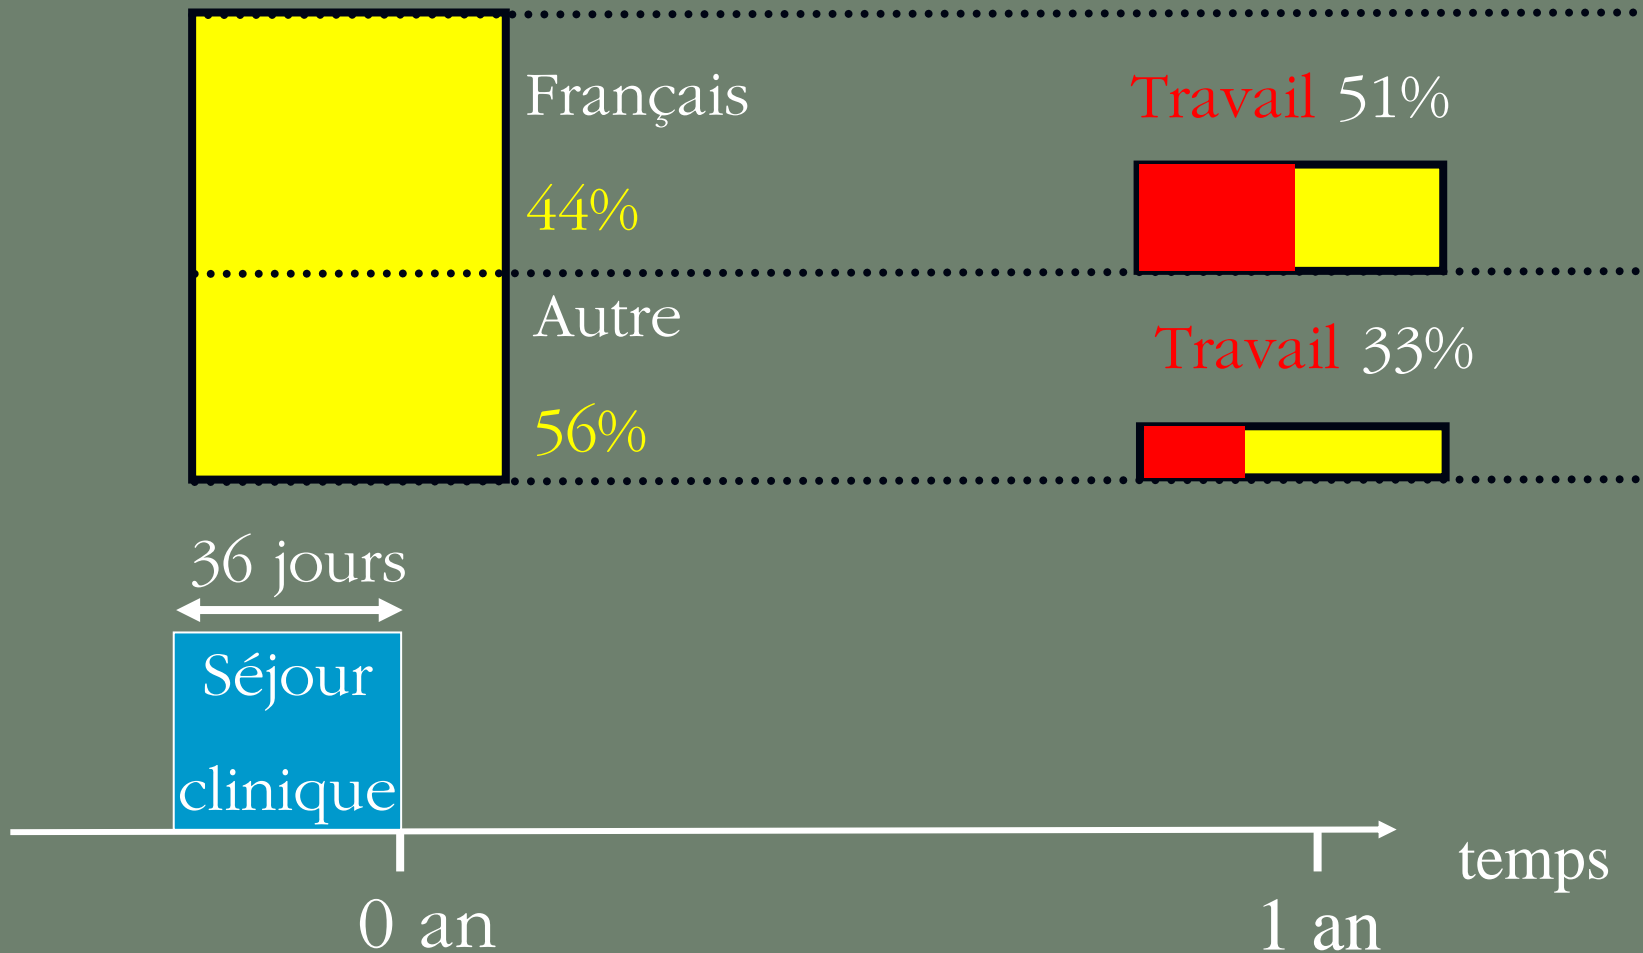 Français
Travail 51%
44%
Autre
Travail 33%
56%
36 jours
Séjour
clinique
temps
0 an
1 an